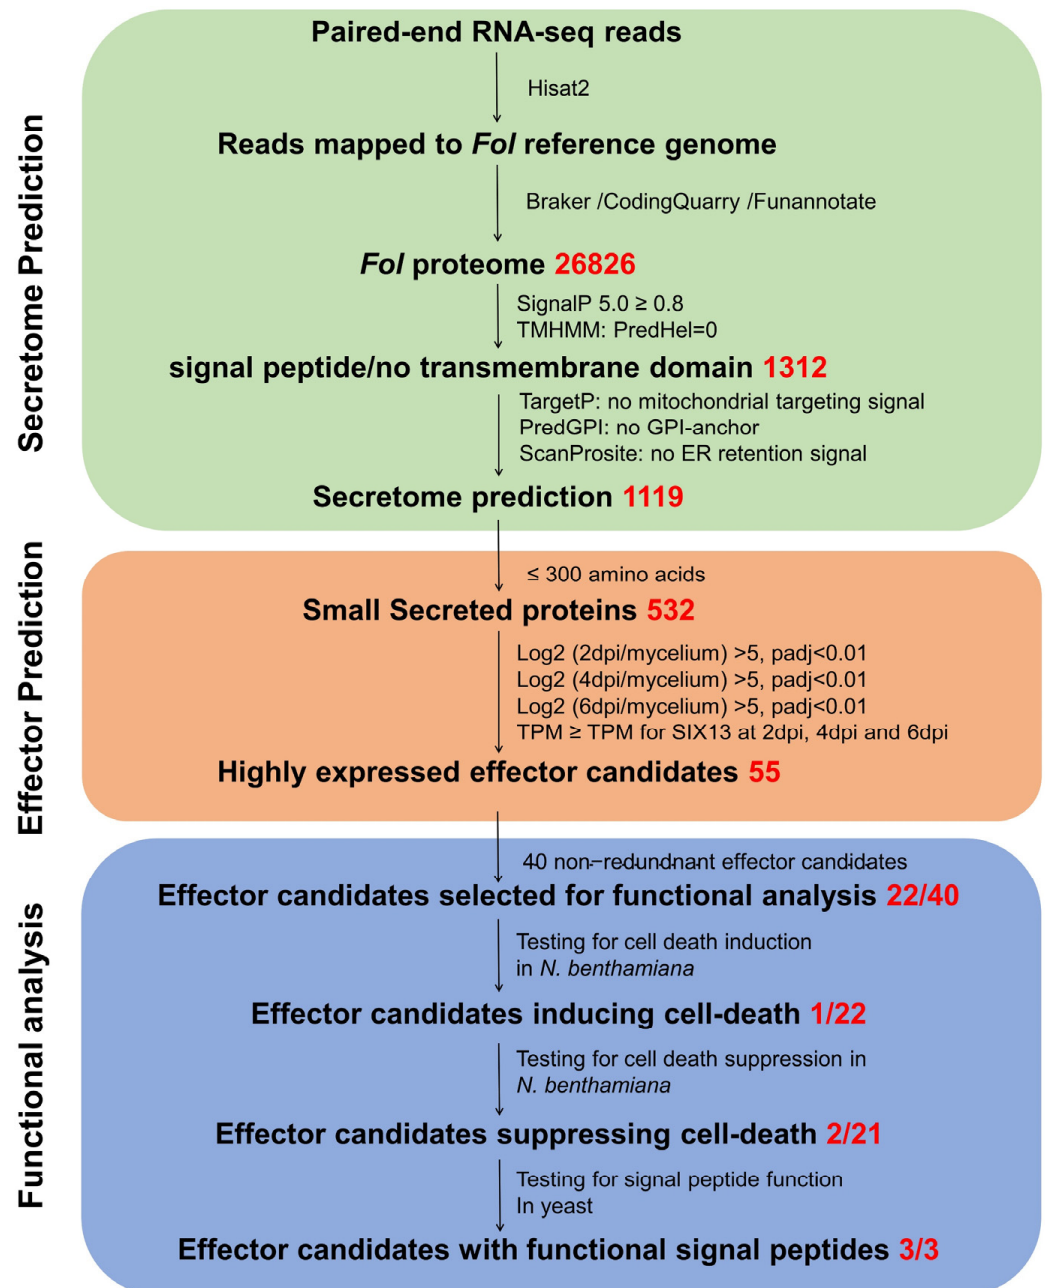 Secretome Prediction
Paired-end RNA-seq reads
Hisat2
Reads mapped to Fol reference genome
Braker /CodingQuarry /Funannotate
Fol proteome 26826
SignalP 5.0 ≥ 0.8
TMHMM: PredHel=0
signal peptide/no transmembrane domain 1312
TargetP: no mitochondrial targeting signal
PredGPI: no GPI-anchor
ScanProsite: no ER retention signal
Secretome prediction 1119
Effector Prediction
≤ 300 amino acids
Small Secreted proteins 532
Log2 (2dpi/mycelium) >5, padj<0.01
Log2 (4dpi/mycelium) >5, padj<0.01
Log2 (6dpi/mycelium) >5, padj<0.01
TPM ≥ TPM for SIX13 at 2dpi, 4dpi and 6dpi
Highly expressed effector candidates 55
Functional analysis
40 non−redundnant effector candidates
Effector candidates selected for functional analysis 22/40
Testing for cell death induction
in N. benthamiana
Effector candidates inducing cell-death 1/22
Testing for cell death suppression in
N. benthamiana
Effector candidates suppressing cell-death 2/21
Testing for signal peptide function
In yeast
Effector candidates with functional signal peptides 3/3